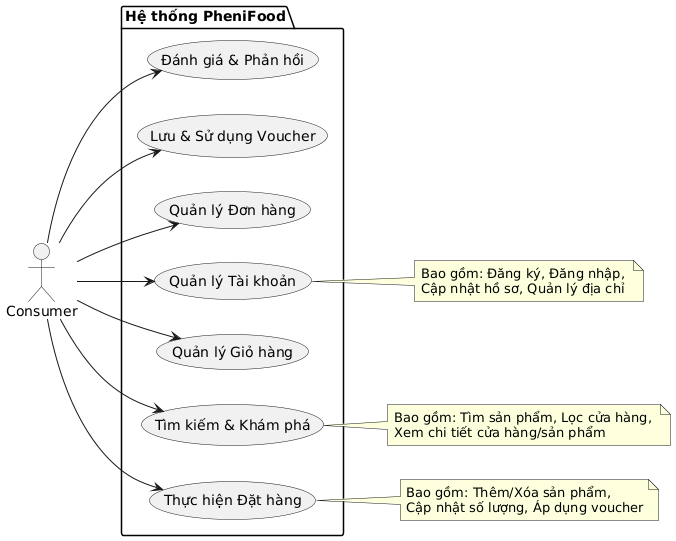 Hệ thống PheniFood
Đánh giá & Phản hồi
Lưu & Sử dụng Voucher
Quản lý Đơn hàng
Quản lý Tài khoản
Bao gồm: Đăng ký, Đăng nhập,
Cập nhật hồ sơ, Quản lý địa chỉ
Consumer
Quản lý Giỏ hàng
Tìm kiếm & Khám phá
Bao gồm: Tìm sản phẩm, Lọc cửa hàng,
Xem chi tiết cửa hàng/sản phẩm
Thực hiện Đặt hàng
Bao gồm: Thêm/Xóa sản phẩm,
Cập nhật số lượng, Áp dụng voucher